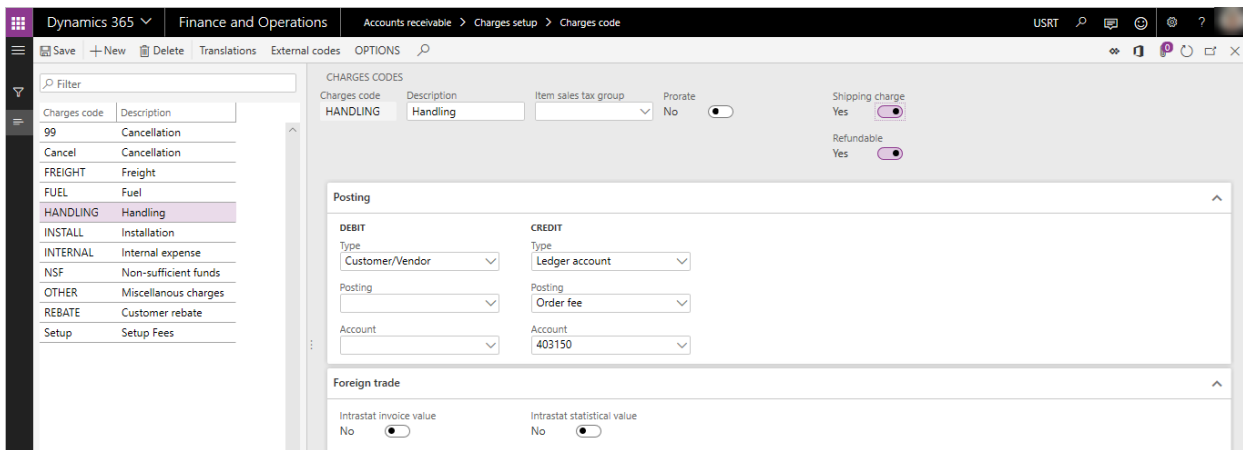 Dynamics 365 Finance and Operations Accounts receivable > Charges setup > Charges code USRT ?
Save + New Delete Translations External codes OPTIONS 0
Filter
Charges code Description
99 Cancellation
Cancel Cancellation
FREIGHT Freight
FUEL Fuel
HANDLING Handling
INSTALL Installation
INTERNAL Internal expense
NSF Non-sufficient funds
OTHER Miscellanous charges
REBATE Customer rebate
Setup Setup Fees
CHARGES CODES
Charges code Description Item sales tax group Prorate Shipping charge
HANDLING Handling No Yes
Refundable
Yes
Posting
DEBIT CREDIT
Type Type
Customer/Vendor Ledger account
Posting Posting
Order fee
Account Account
403150
Foreign trade
Intrastat invoice value Intrastat statistical value
No No